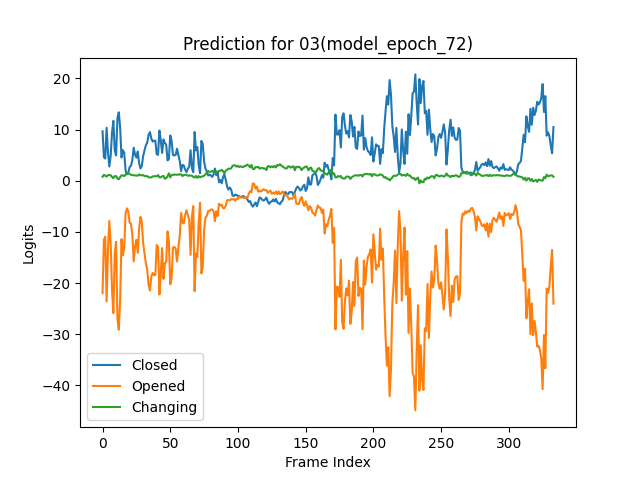 Prediction for 03(model_epoch_72)
20
10
0
−10
−20
−30
−40
Logits
Closed
Opened
Changing
0 50 100 150 200 250 300
Frame Index